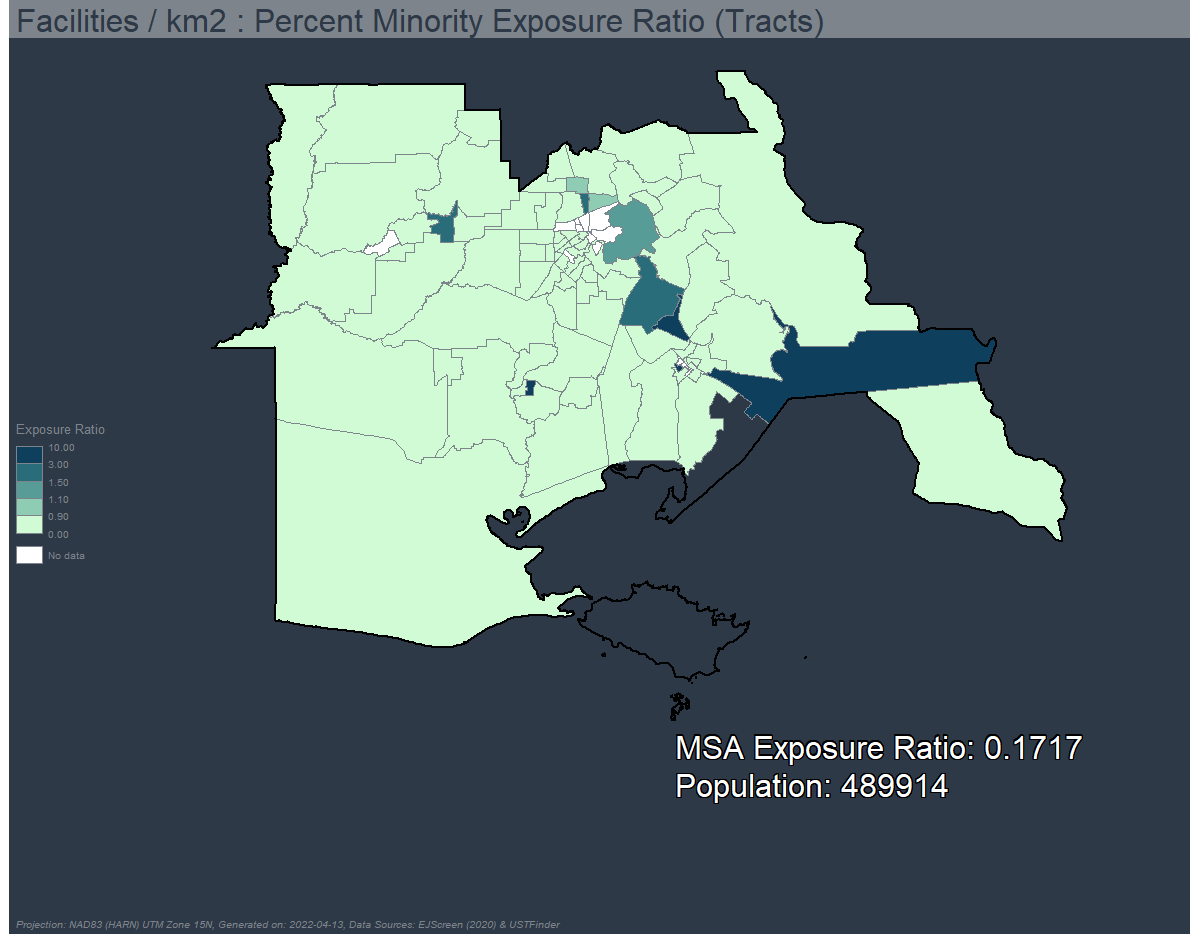 Facilities / km2 : Percent Minority Exposure Ratio (Tracts)
Exposure Ratio
10.00
3.00
1.50
1.10
0.90
0.00
No data
MSA Exposure Ratio: 0.1717
Population: 489914
Projection: NAD83 (HARN) UTM Zone 15N, Generated on: 2022-04-13, Data Sources: EJScreen (2020) & USTFinder